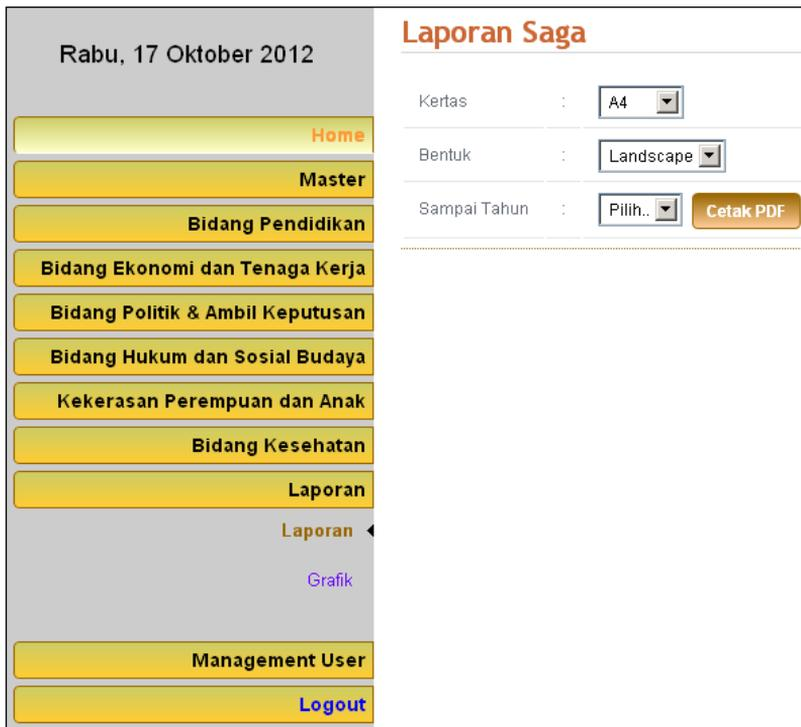 Rabu, 17 Oktober 2012
Home
Master
Bidang Pendidikan
Bidang Ekonomi dan Tenaga Kerja
Bidang Politik & Ambil Keputusan
Bidang Hukum dan Sosial Budaya
Kekerasan Perempuan dan Anak
Bidang Kesehatan
Laporan
Laporan
Grafik
Management User
Logout
Laporan Saga
Kertas : A4
Bentuk : Landscape
Sampai Tahun : Pilih.. Cetak PDF